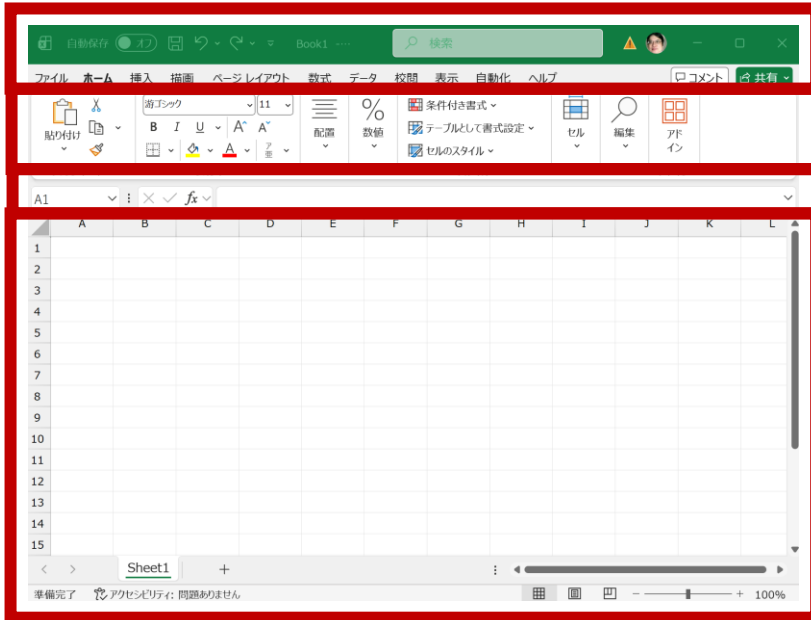 自動保存 オフ Book1 ···· 検索
ファイル ホーム 挿入 描画 ページ レイアウト 数式 データ 校閲 表示 自動化 ヘルプ コメント 共有
游ゴシック 11
貼り付け B I U A A 配置 % 数値 条件付き書式 テーブルとして書式設定 セルのスタイル セル 編集 アドイン
A ア亜
A1 fx
A B C D E F G H I J K L
1
2
3
4
5
6
7
8
9
10
11
12
13
14
15
Sheet1 +
準備完了 アクセシビリティ: 問題ありません − + 100%